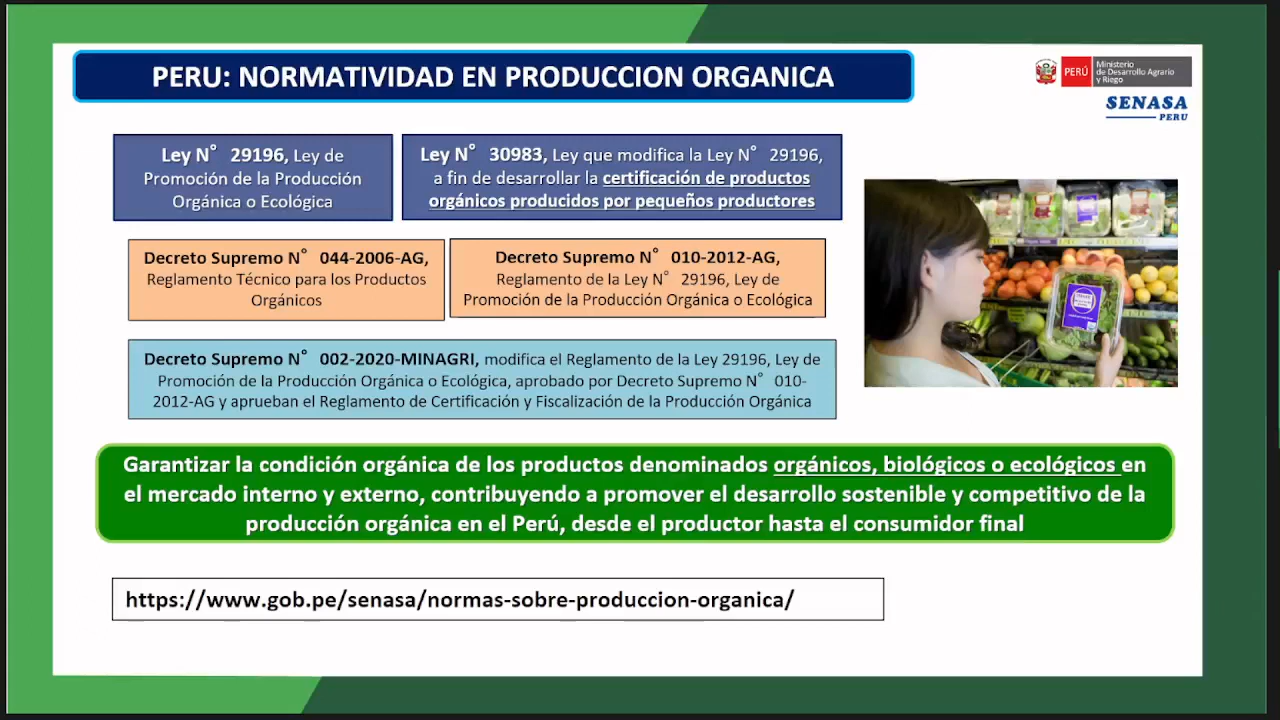 PERU: NORMATIVIDAD EN PRODUCCION ORGANICA
PERÚ
Ministerio
de Desarrollo Agrario
y Riego
SENASA
PERU
Ley N° 29196, Ley de
Promoción de la Producción
Orgánica o Ecológica
Ley N° 30983, Ley que modifica la Ley N° 29196,
a fin de desarrollar la certificación de productos
orgánicos producidos por pequeños productores
Decreto Supremo N° 044-2006-AG,
Reglamento Técnico para los Productos
Orgánicos
Decreto Supremo N° 010-2012-AG,
Reglamento de la Ley N° 29196, Ley de
Promoción de la Producción Orgánica o Ecológica
Decreto Supremo N° 002-2020-MINAGRI, modifica el Reglamento de la Ley 29196, Ley de
Promoción de la Producción Orgánica o Ecológica, aprobado por Decreto Supremo N° 010-
2012-AG y aprueban el Reglamento de Certificación y Fiscalización de la Producción Orgánica
Garantizar la condición orgánica de los productos denominados orgánicos, biológicos o ecológicos en
el mercado interno y externo, contribuyendo a promover el desarrollo sostenible y competitivo de la
producción orgánica en el Perú, desde el productor hasta el consumidor final
https://www.gob.pe/senasa/normas-sobre-produccion-organica/